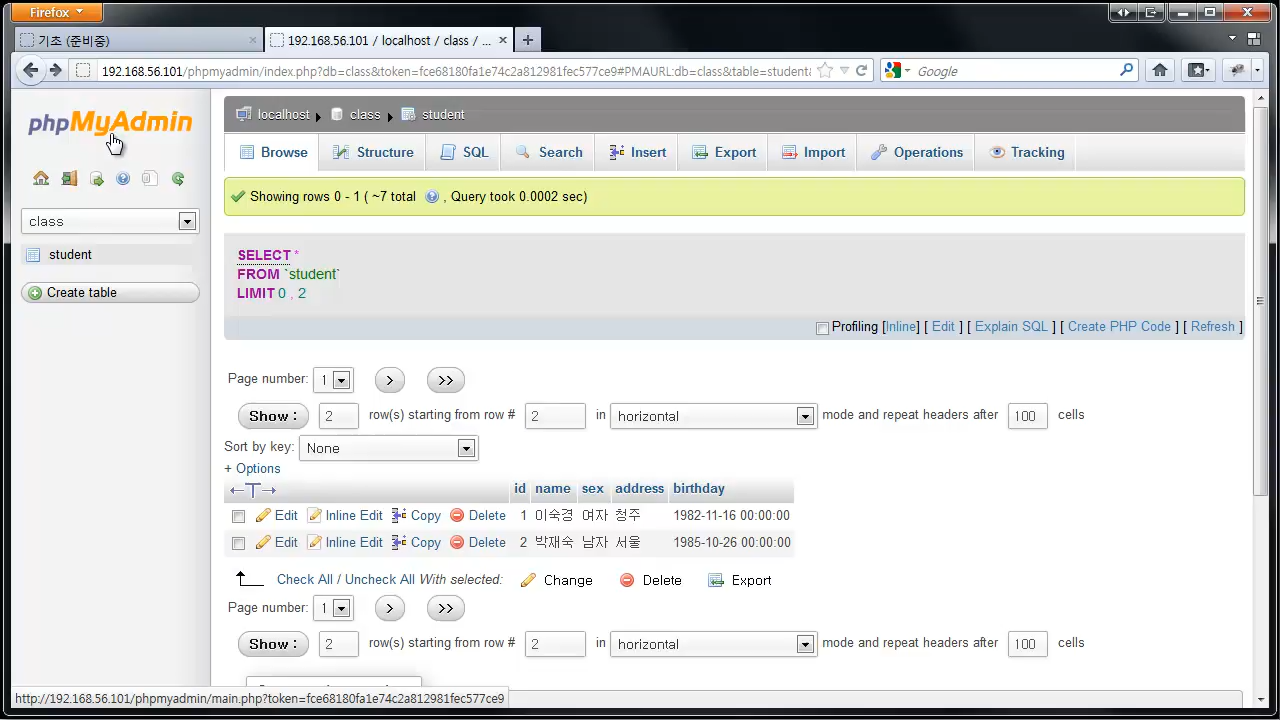 Firefox
기초 (준비중)
192.168.56.101 / localhost / class / ...
192.168.56.101/phpmyadmin/index.php?db=class&token=fce68180fa1e74c2a812981fec577ce9#PMAURL:db=class&table=student&
Google
phpMyAdmin
class
student
Create table
localhost
class
student
Browse
Structure
SQL
Search
Insert
Export
Import
Operations
Tracking
Showing rows 0 - 1 ( ~7 total , Query took 0.0002 sec)
SELECT *
FROM `student`
LIMIT 0 , 2
Profiling [Inline] [ Edit ] [ Explain SQL ] [ Create PHP Code ] [ Refresh ]
Page number: 1 > >>
Show : 2 row(s) starting from row # 2 in horizontal mode and repeat headers after 100 cells
Sort by key: None
+ Options
←T→ id name sex address birthday
Edit Inline Edit Copy Delete 1 이숙경 여자 청주 1982-11-16 00:00:00
Edit Inline Edit Copy Delete 2 박재숙 남자 서울 1985-10-26 00:00:00
Check All / Uncheck All With selected: Change Delete Export
Page number: 1 > >>
Show : 2 row(s) starting from row # 2 in horizontal mode and repeat headers after 100 cells
http://192.168.56.101/phpmyadmin/main.php?token=fce68180fa1e74c2a812981fec577ce9